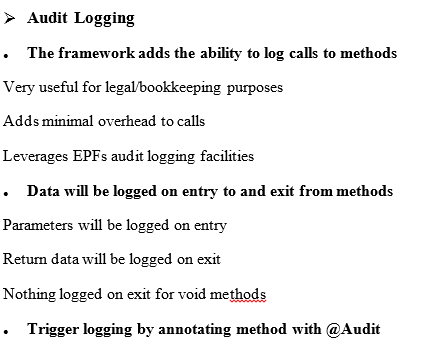 ➢ Audit Logging
• The framework adds the ability to log calls to methods
Very useful for legal/bookkeeping purposes
Adds minimal overhead to calls
Leverages EPFs audit logging facilities
• Data will be logged on entry to and exit from methods
Parameters will be logged on entry
Return data will be logged on exit
Nothing logged on exit for void methods
• Trigger logging by annotating method with @Audit